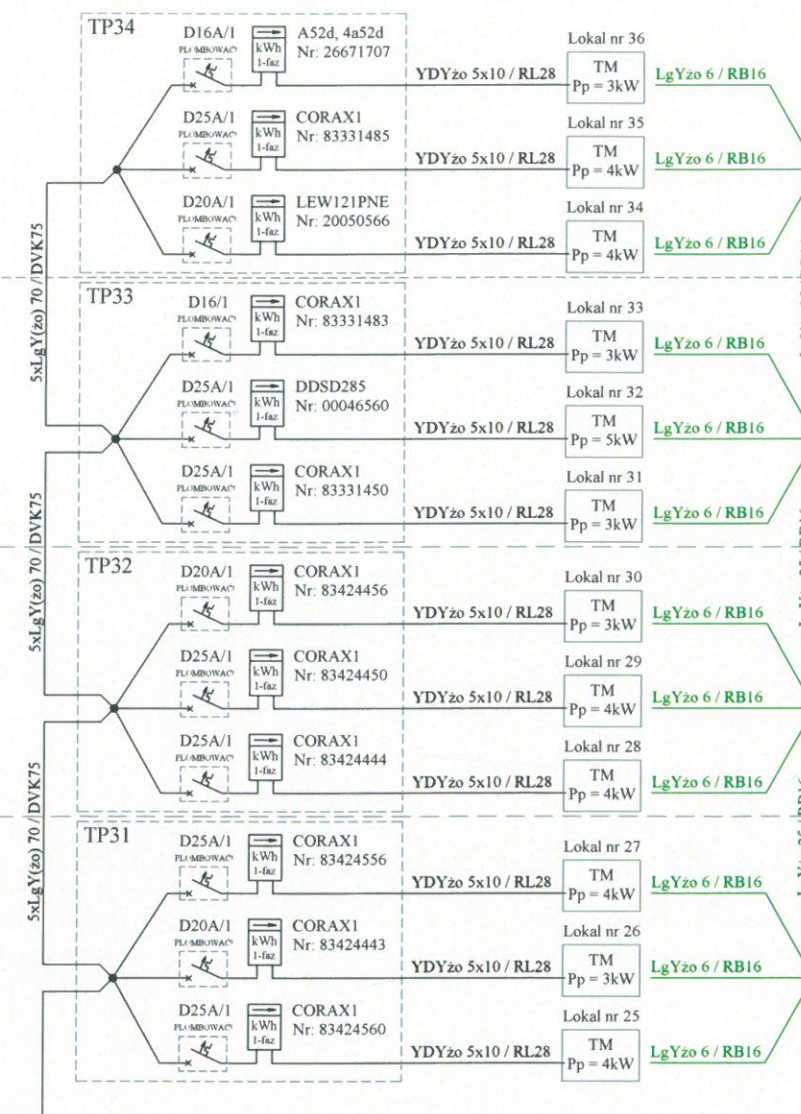 TP34
D16A/1
PLOMBOWAĆ!
kWh
1-faz
A52d, 4a52d
Nr: 26671707
YDYżo 5x10 / RL28
Lokal nr 36
TM
Pp = 3kW
LgYżo 6 / RB16
D25A/1
PLOMBOWAĆ!
kWh
1-faz
CORAX1
Nr: 83331485
YDYżo 5x10 / RL28
Lokal nr 35
TM
Pp = 4kW
LgYżo 6 / RB16
D20A/1
PLOMBOWAĆ!
kWh
1-faz
LEW121PNE
Nr: 20050566
YDYżo 5x10 / RL28
Lokal nr 34
TM
Pp = 4kW
LgYżo 6 / RB16
5xLgY(żo) 70 / DVK75
TP33
D16/1
PLOMBOWAĆ!
kWh
1-faz
CORAX1
Nr: 83331483
YDYżo 5x10 / RL28
Lokal nr 33
TM
Pp = 3kW
LgYżo 6 / RB16
D25A/1
PLOMBOWAĆ!
kWh
1-faz
DDSD285
Nr: 00046560
YDYżo 5x10 / RL28
Lokal nr 32
TM
Pp = 5kW
LgYżo 6 / RB16
D25A/1
PLOMBOWAĆ!
kWh
1-faz
CORAX1
Nr: 83331450
YDYżo 5x10 / RL28
Lokal nr 31
TM
Pp = 3kW
LgYżo 6 / RB16
5xLgY(żo) 70 / DVK75
TP32
D20A/1
PLOMBOWAĆ!
kWh
1-faz
CORAX1
Nr: 83424456
YDYżo 5x10 / RL28
Lokal nr 30
TM
Pp = 3kW
LgYżo 6 / RB16
D25A/1
PLOMBOWAĆ!
kWh
1-faz
CORAX1
Nr: 83424450
YDYżo 5x10 / RL28
Lokal nr 29
TM
Pp = 4kW
LgYżo 6 / RB16
D25A/1
PLOMBOWAĆ!
kWh
1-faz
CORAX1
Nr: 83424444
YDYżo 5x10 / RL28
Lokal nr 28
TM
Pp = 4kW
LgYżo 6 / RB16
5xLgY(żo) 70 / DVK75
TP31
D25A/1
PLOMBOWAĆ!
kWh
1-faz
CORAX1
Nr: 83424556
YDYżo 5x10 / RL28
Lokal nr 27
TM
Pp = 4kW
LgYżo 6 / RB16
D20A/1
PLOMBOWAĆ!
kWh
1-faz
CORAX1
Nr: 83424443
YDYżo 5x10 / RL28
Lokal nr 26
TM
Pp = 3kW
LgYżo 6 / RB16
D25A/1
PLOMBOWAĆ!
kWh
1-faz
CORAX1
Nr: 83424560
YDYżo 5x10 / RL28
Lokal nr 25
TM
Pp = 4kW
LgYżo 6 / RB16